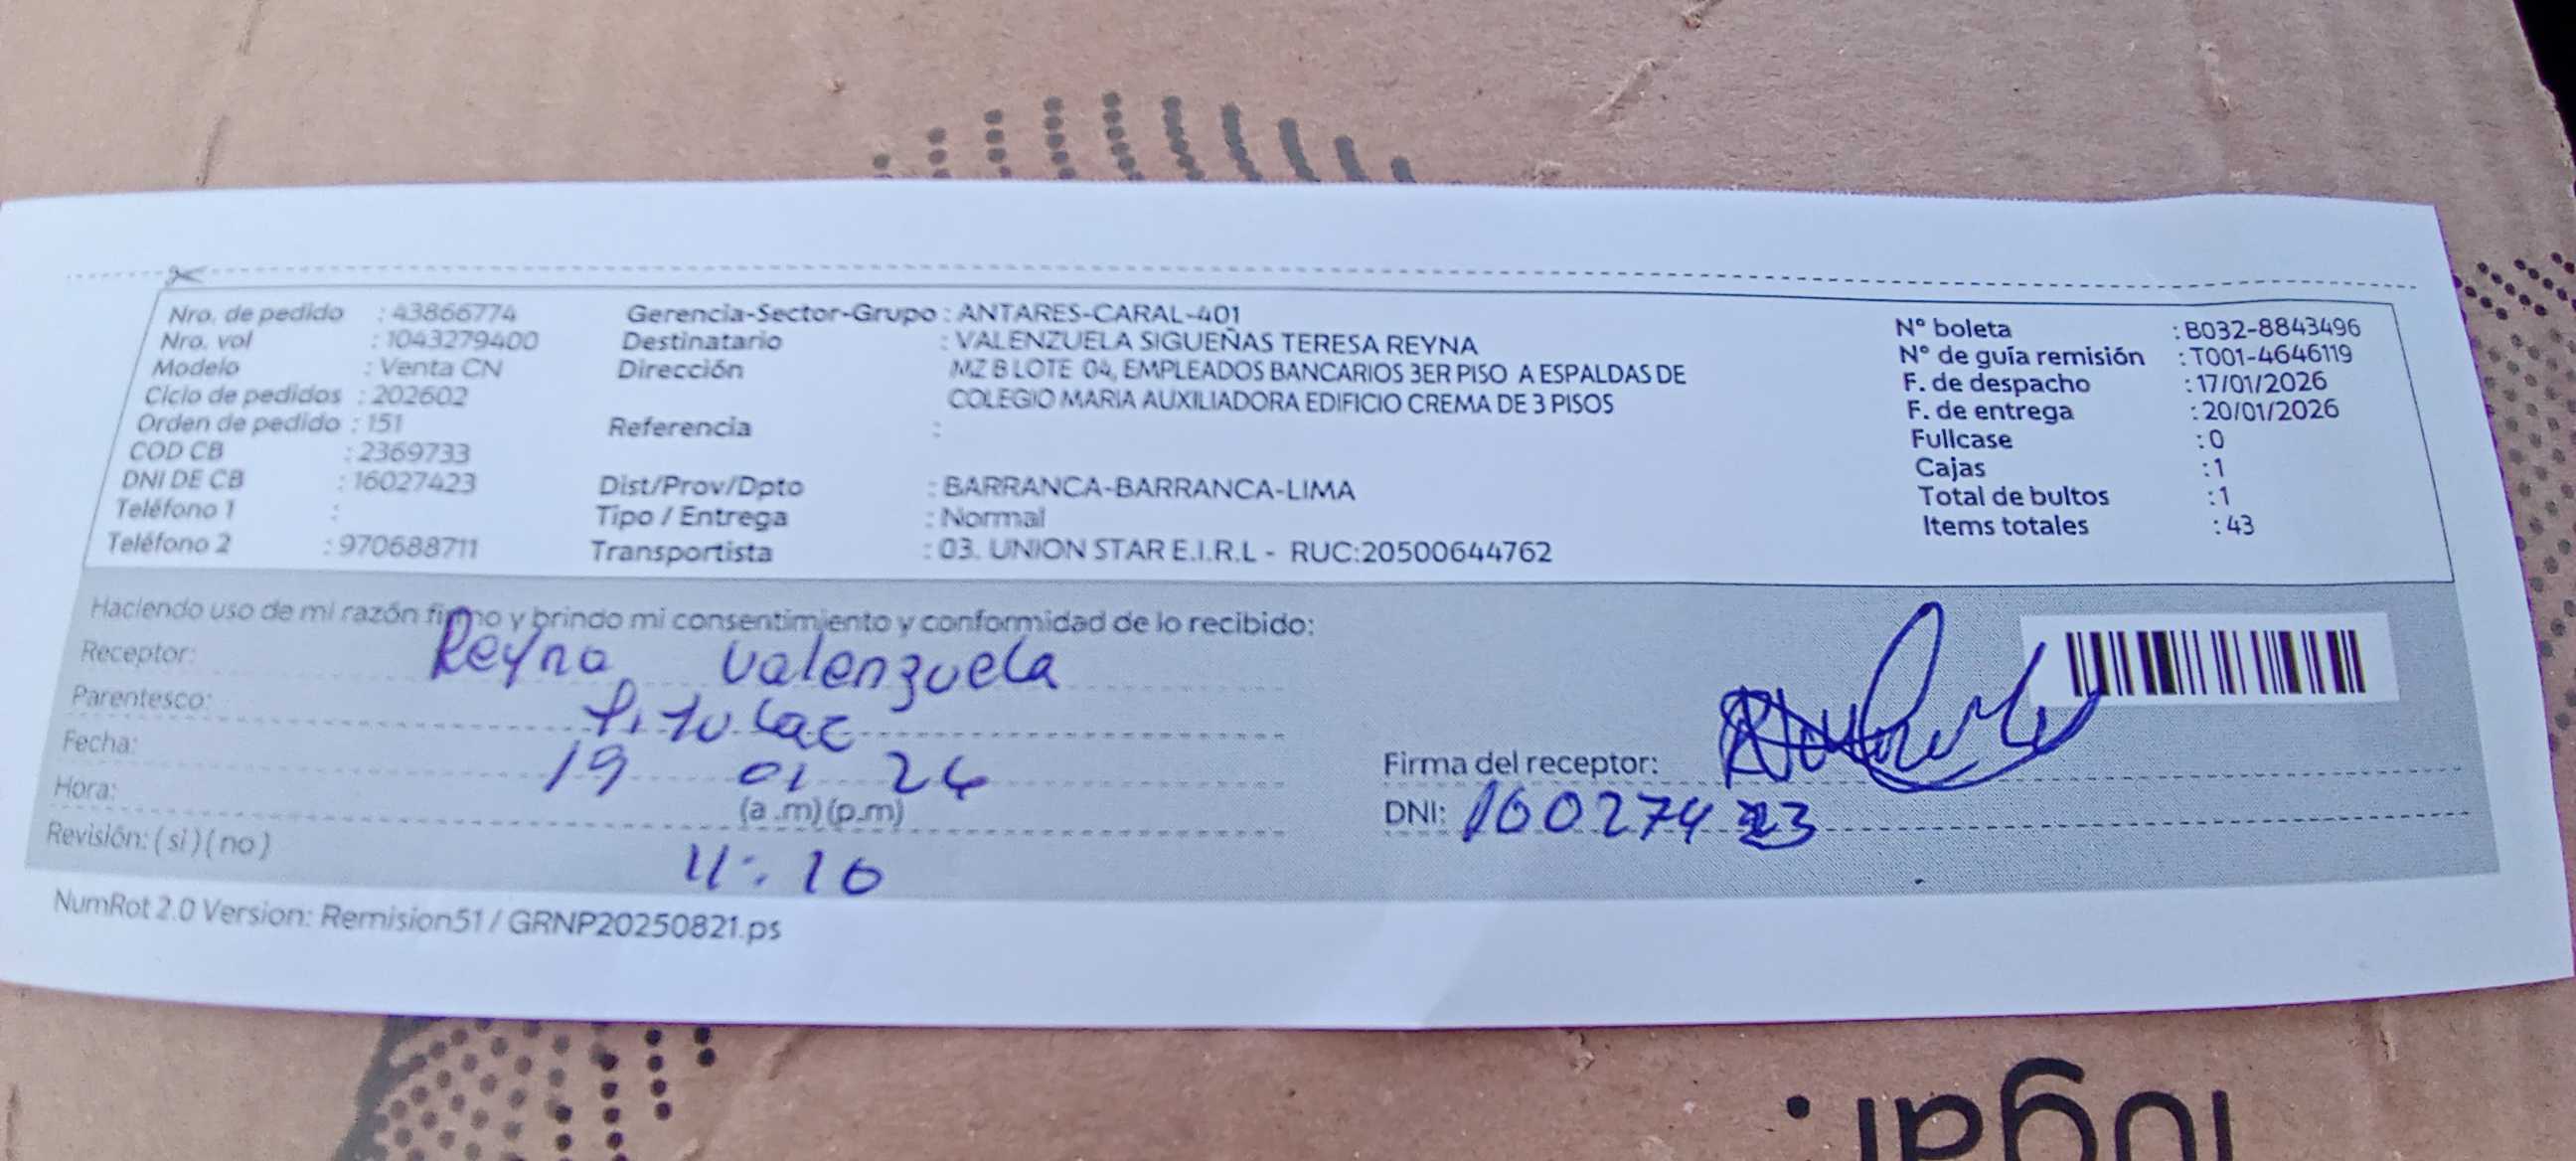 Nro. de pedido : 43866774
Nro. vol : 1043279400
Modelo : Venta CN
Ciclo de pedidos : 202602
Orden de pedido : 151
COD CB : 2369733
DNI DE CB : 16027423
Teléfono 1 :
Teléfono 2 : 970688711
Gerencia-Sector-Grupo : ANTARES-CARAL-401
Destinatario : VALENZUELA SIGUEÑAS TERESA REYNA
Dirección MZ B LOTE 04, EMPLEADOS BANCARIOS 3ER PISO A ESPALDAS DE
COLEGIO MARIA AUXILIADORA EDIFICIO CREMA DE 3 PISOS
Referencia :
Dist/Prov/Dpto : BARRANCA-BARRANCA-LIMA
Tipo / Entrega : Normal
Transportista : 03. UNION STAR E.I.R.L - RUC:20500644762
N° boleta : B032-8843496
N° de guía remisión : T001-4646119
F. de despacho : 17/01/2026
F. de entrega : 20/01/2026
Fullcase : 0
Cajas : 1
Total de bultos : 1
Items totales : 43
Haciendo uso de mi razón firmo y brindo mi consentimiento y conformidad de lo recibido:
Receptor: Reyna Valenzuela
Parentesco: titular
Fecha: 19 01 26
Hora: (a.m)(p.m)
Revisión: (si)(no) 11:10
Firma del receptor:
DNI: 16027423
NumRot 2.0 Version: Remision51 / GRNP20250821.ps
lugar.